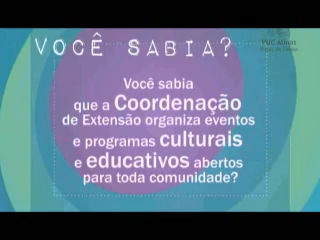 VOCÊ SABIA?
PUC Minas
Você sabia
que a Coordenação
de Extensão organiza eventos
e programas culturais
e educativos abertos
para toda comunidade?